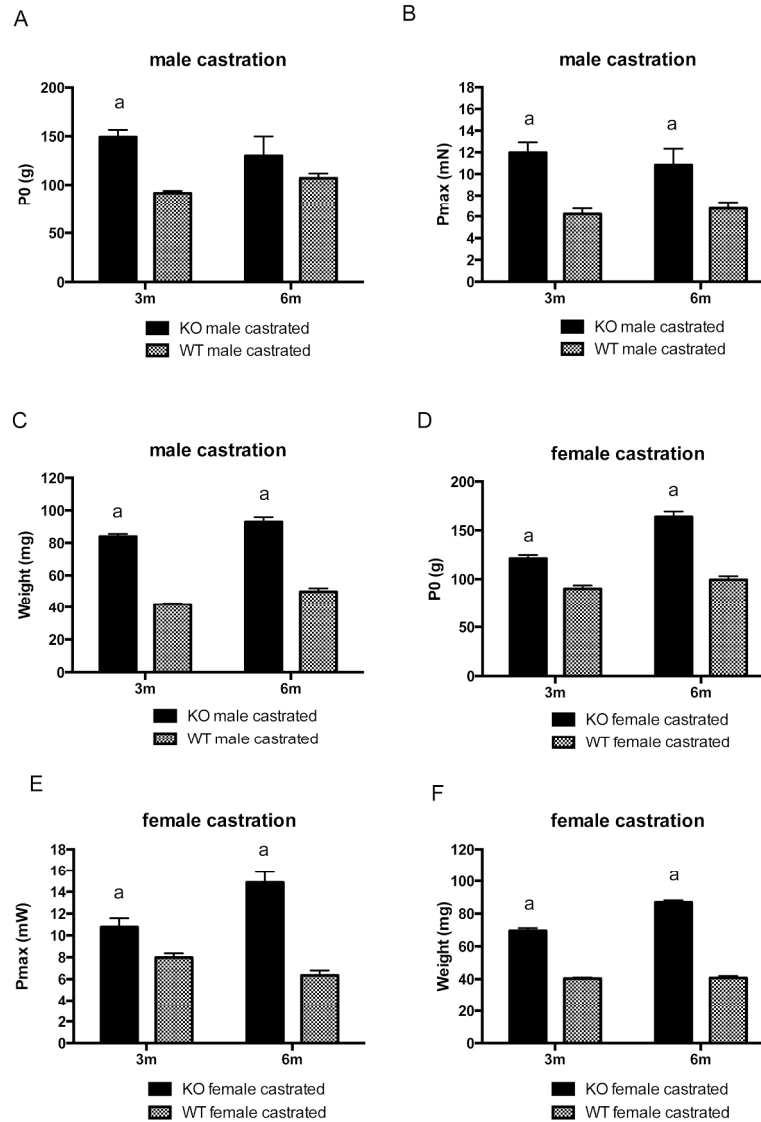 A
male castration
P0 (g)
200
150
100
50
0
a
3m
6m
KO male castrated
WT male castrated
B
male castration
Pmax (mN)
18
16
14
12
10
8
6
4
2
0
a
a
3m
6m
KO male castrated
WT male castrated
C
male castration
Weight (mg)
120
100
80
60
40
20
0
a
a
3m
6m
KO male castrated
WT male castrated
D
female castration
P0 (g)
200
150
100
50
0
a
a
3m
6m
KO female castrated
WT female castrated
E
female castration
Pmax (mW)
18
16
14
12
10
8
6
4
2
0
a
a
3m
6m
KO female castrated
WT female castrated
F
female castration
Weight (mg)
120
100
80
60
40
20
0
a
a
3m
6m
KO female castrated
WT female castrated